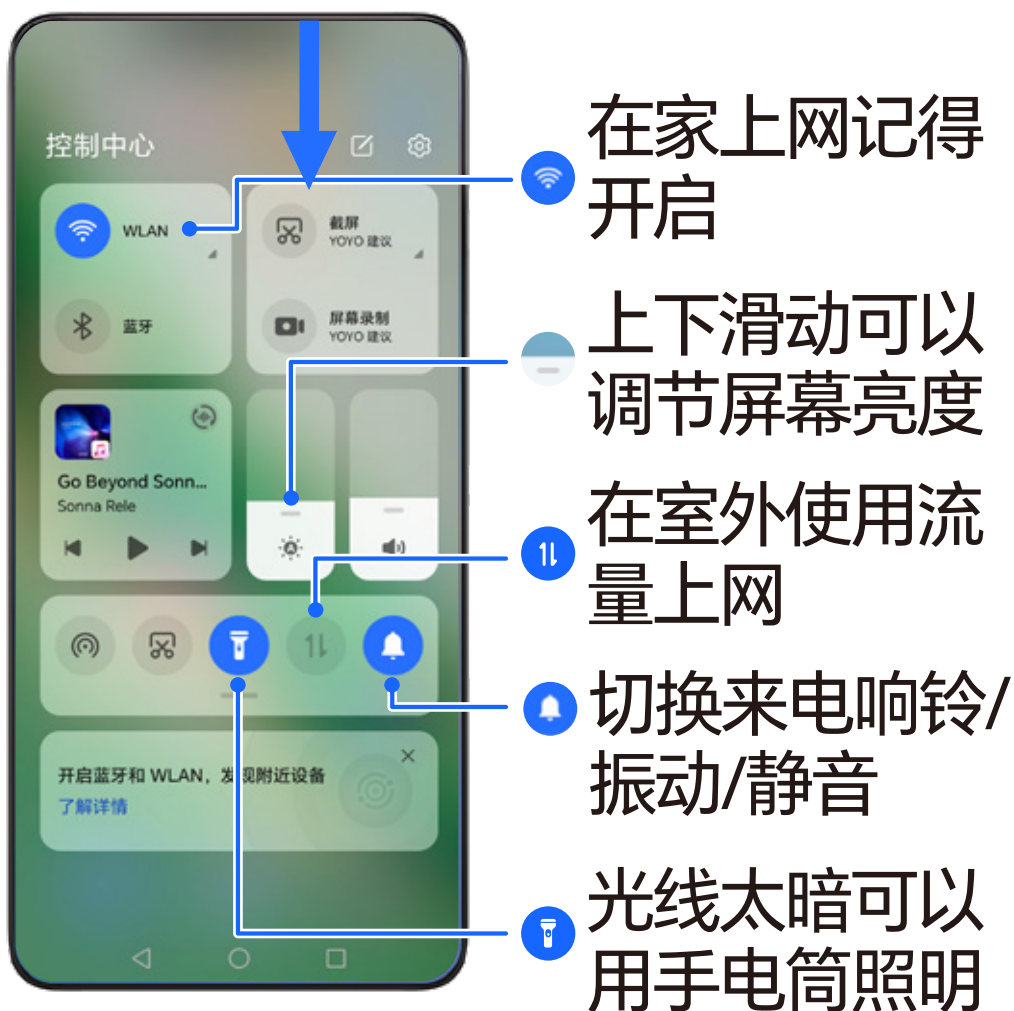 控制中心
WLAN
蓝牙
截屏
YOYO 建议
屏幕录制
YOYO 建议
Go Beyond Sonn...
Sonna Rele
开启蓝牙和 WLAN，发现附近设备
了解详情
在家上网记得
开启
上下滑动可以
调节屏幕亮度
在室外使用流
量上网
切换来电响铃/
振动/静音
光线太暗可以
用手电筒照明